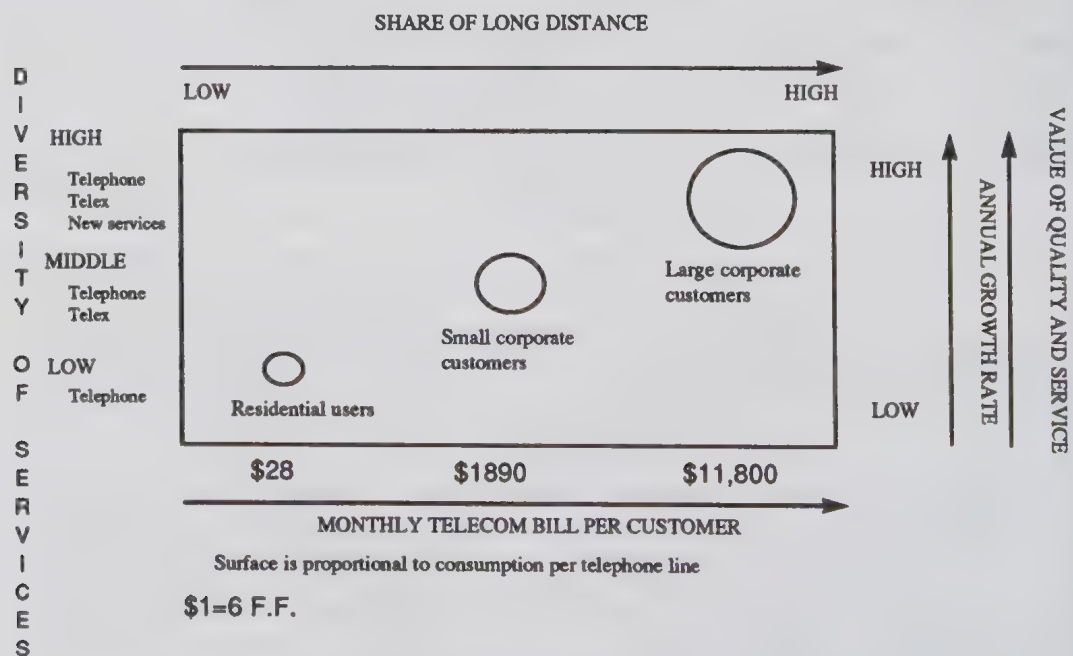 SHARE OF LONG DISTANCE
LOW HIGH
DIVERSITY OF SERVICES
HIGH
Telephone
Telex
New services
MIDDLE
Telephone
Telex
LOW
Telephone
Large corporate
customers
Small corporate
customers
Residential users
HIGH
LOW
ANNUAL GROWTH RATE
VALUE OF QUALITY AND SERVICE
$28 $1890 $11,800
MONTHLY TELECOM BILL PER CUSTOMER
Surface is proportional to consumption per telephone line
$1=6 F.F.